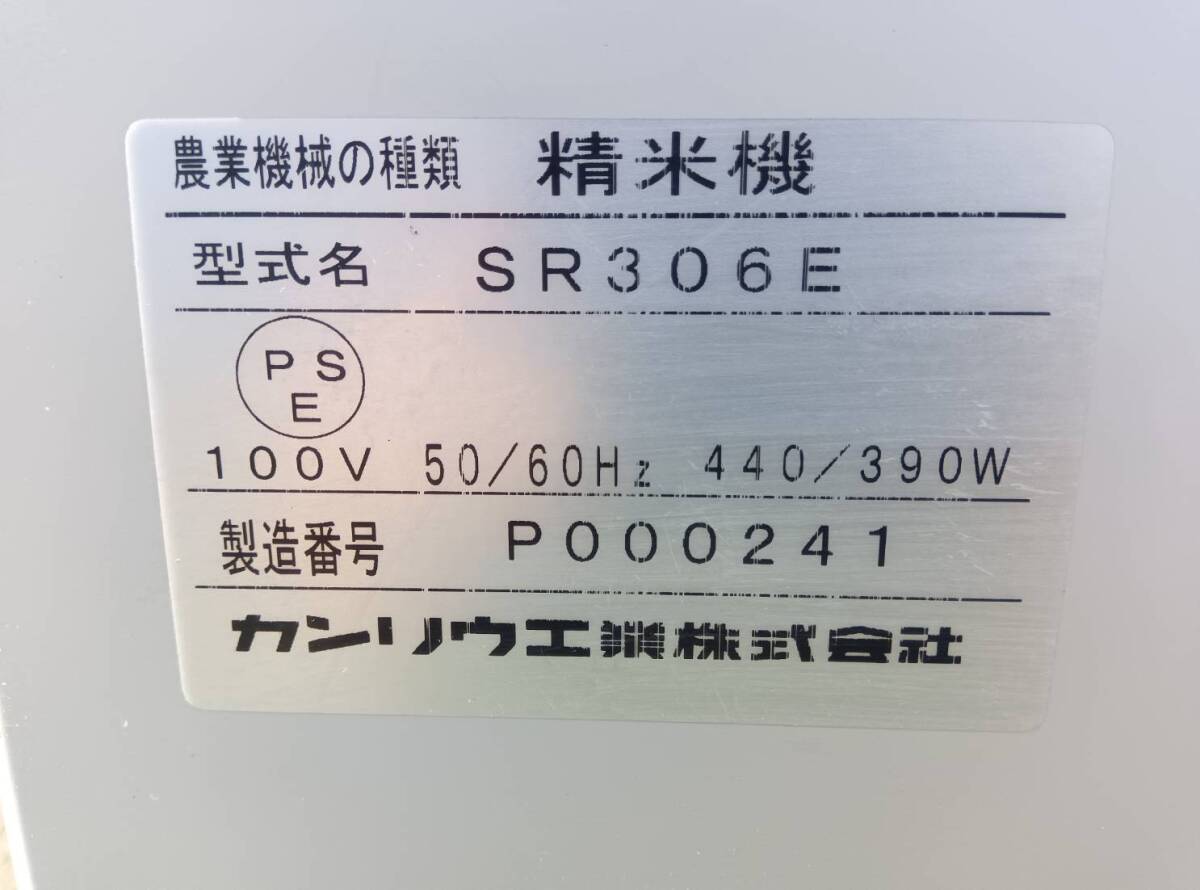 農業機械の種類 精米機
型式名 SR306E
PS
E
100V 50/60Hz 440/390W
製造番号 P000241
カンリウ工業株式会社